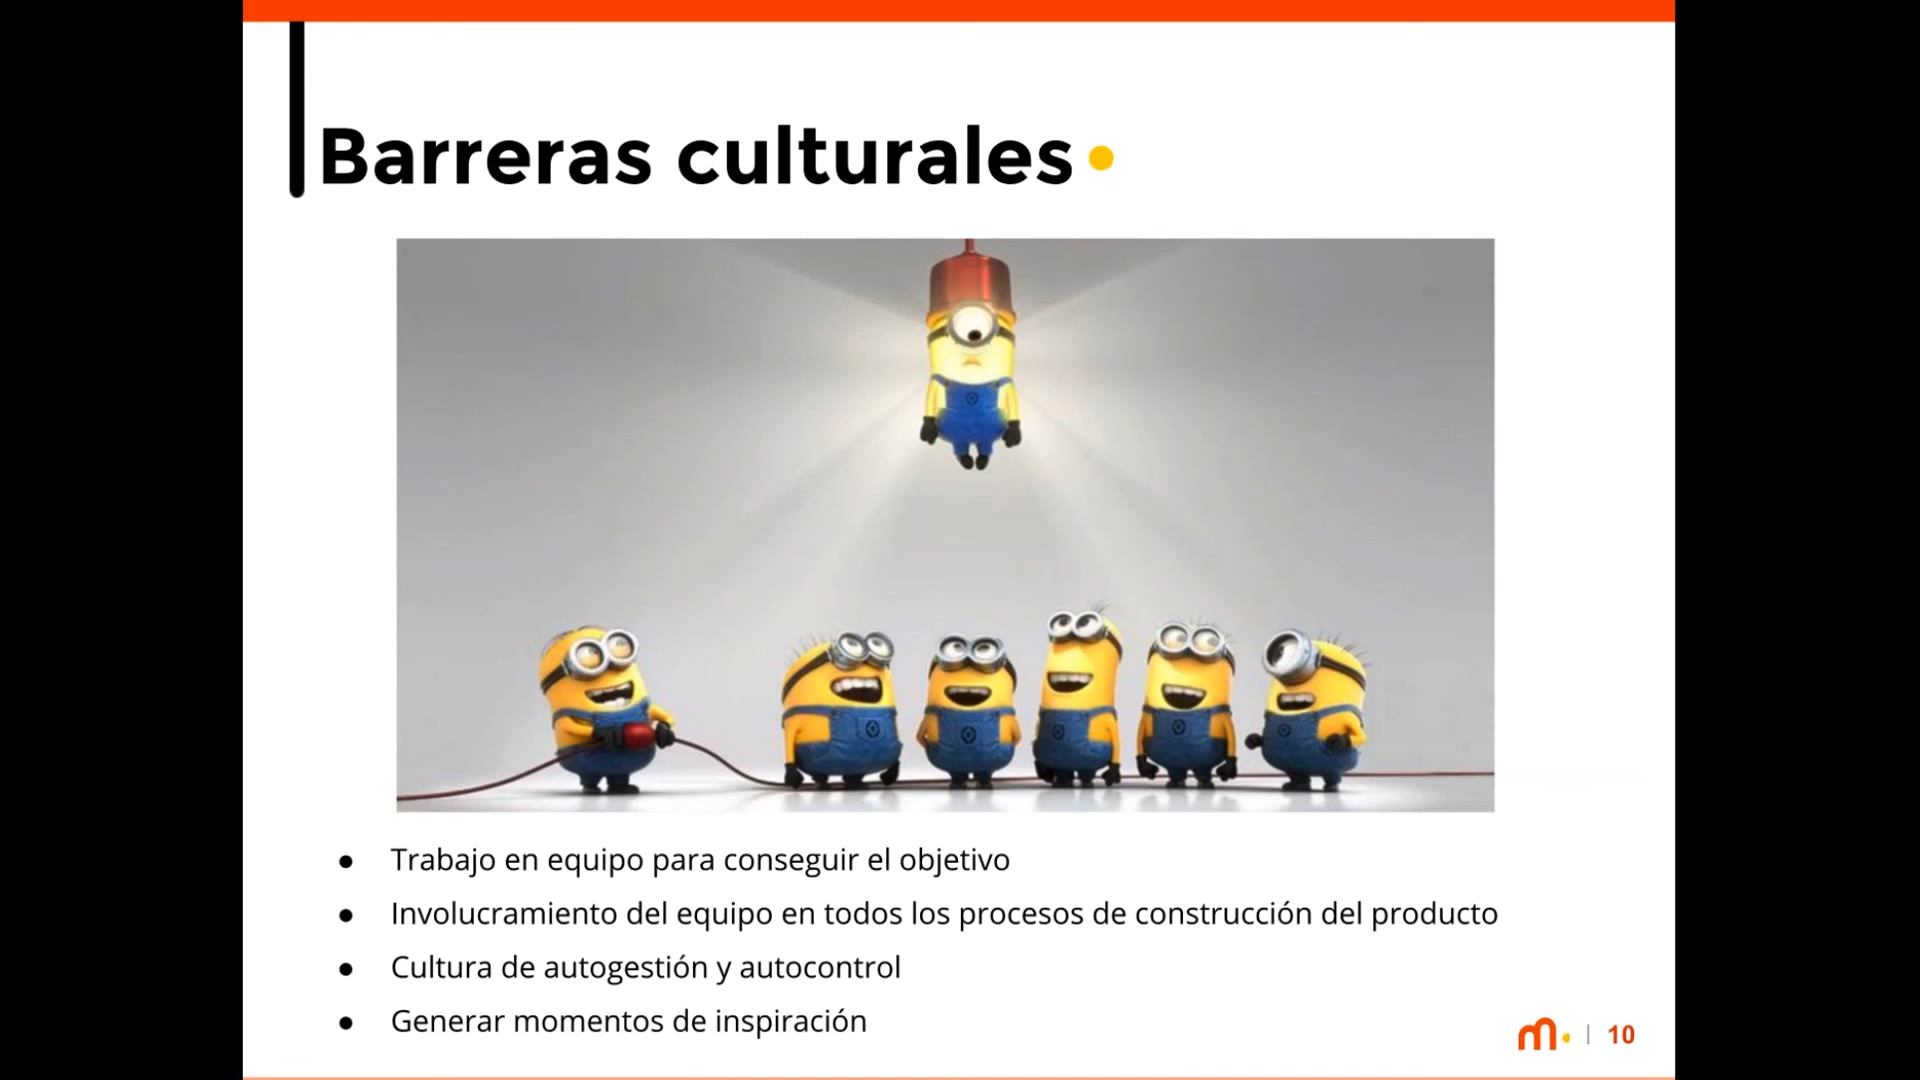 Barreras culturales
● Trabajo en equipo para conseguir el objetivo
● Involucramiento del equipo en todos los procesos de construcción del producto
● Cultura de autogestión y autocontrol
● Generar momentos de inspiración
m. | 10